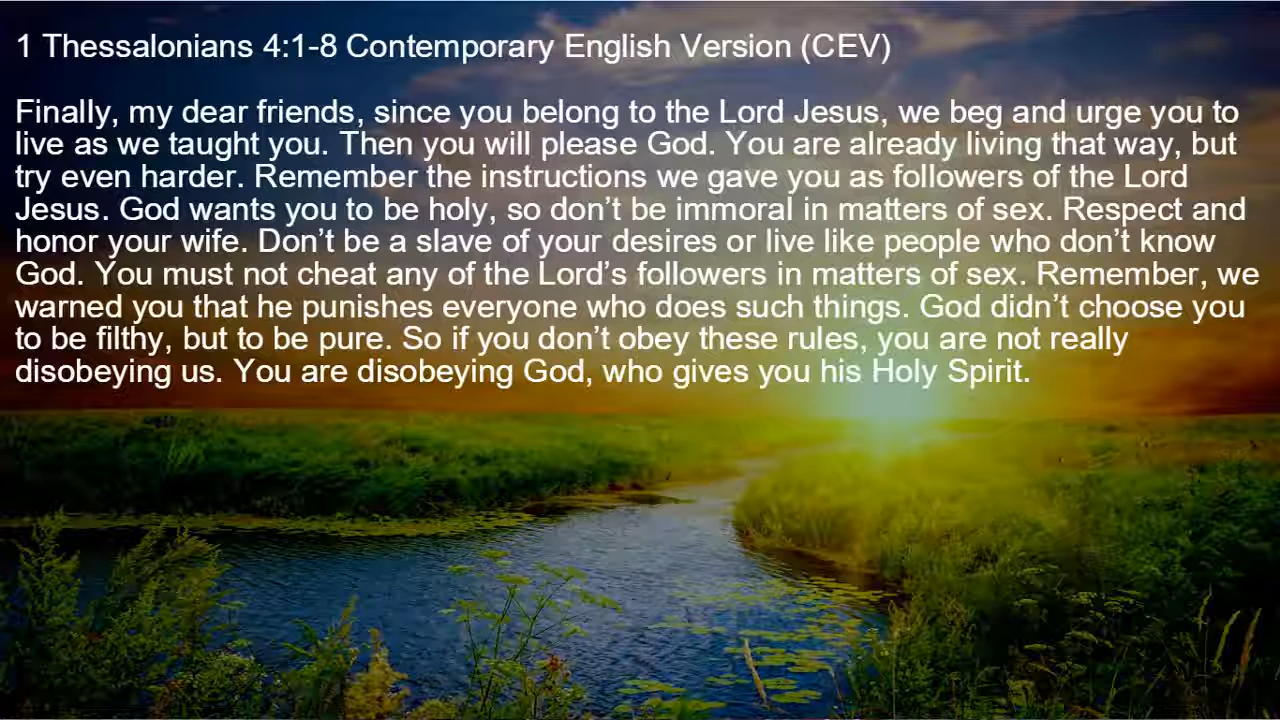 1 Thessalonians 4:1-8 Contemporary English Version (CEV)
Finally, my dear friends, since you belong to the Lord Jesus, we beg and urge you to
live as we taught you. Then you will please God. You are already living that way, but
try even harder. Remember the instructions we gave you as followers of the Lord
Jesus. God wants you to be holy, so don’t be immoral in matters of sex. Respect and
honor your wife. Don’t be a slave of your desires or live like people who don’t know
God. You must not cheat any of the Lord’s followers in matters of sex. Remember, we
warned you that he punishes everyone who does such things. God didn’t choose you
to be filthy, but to be pure. So if you don’t obey these rules, you are not really
disobeying us. You are disobeying God, who gives you his Holy Spirit.